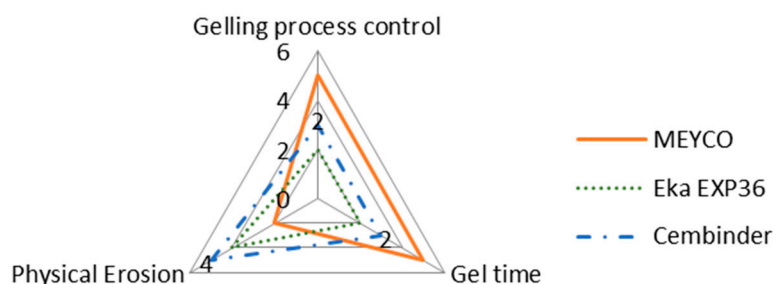 Gelling process control
6
4
2
2
0
2
4
Physical Erosion
Gel time
MEYCO
Eka EXP36
Cembinder